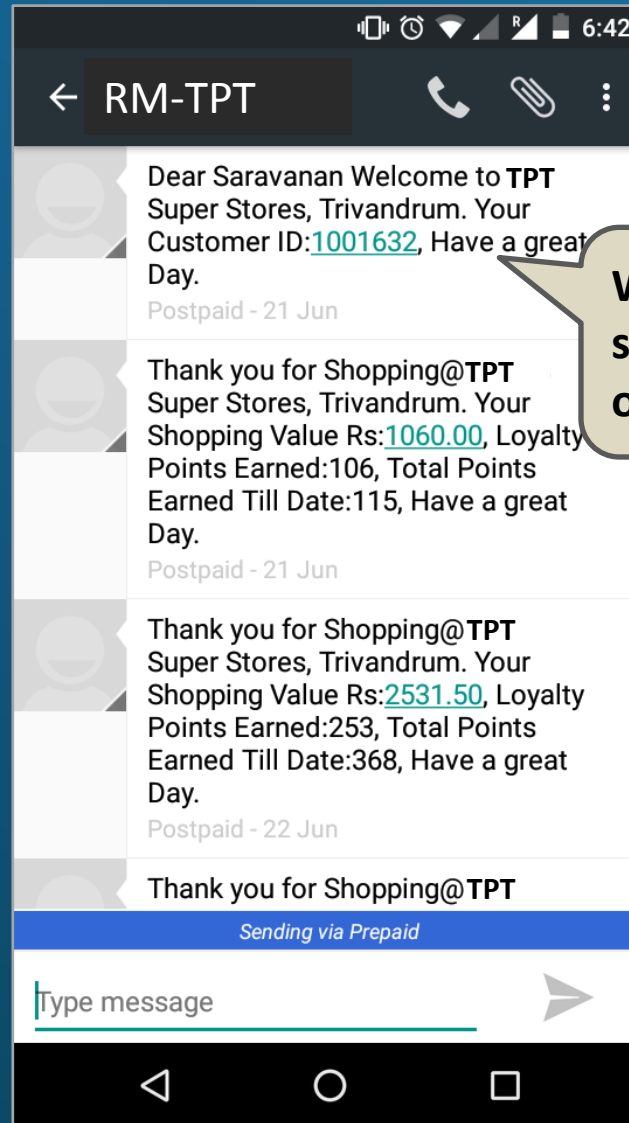 R
6:42
RM-TPT
Dear Saravanan Welcome to TPT
Super Stores, Trivandrum. Your
Customer ID:1001632, Have a great
Day.
Postpaid - 21 Jun
Thank you for Shopping@TPT
Super Stores, Trivandrum. Your
Shopping Value Rs:1060.00, Loyalty
Points Earned:106, Total Points
Earned Till Date:115, Have a great
Day.
Postpaid - 21 Jun
Thank you for Shopping@TPT
Super Stores, Trivandrum. Your
Shopping Value Rs:2531.50, Loyalty
Points Earned:253, Total Points
Earned Till Date:368, Have a great
Day.
Postpaid - 22 Jun
Thank you for Shopping@TPT
Sending via Prepaid
Type message